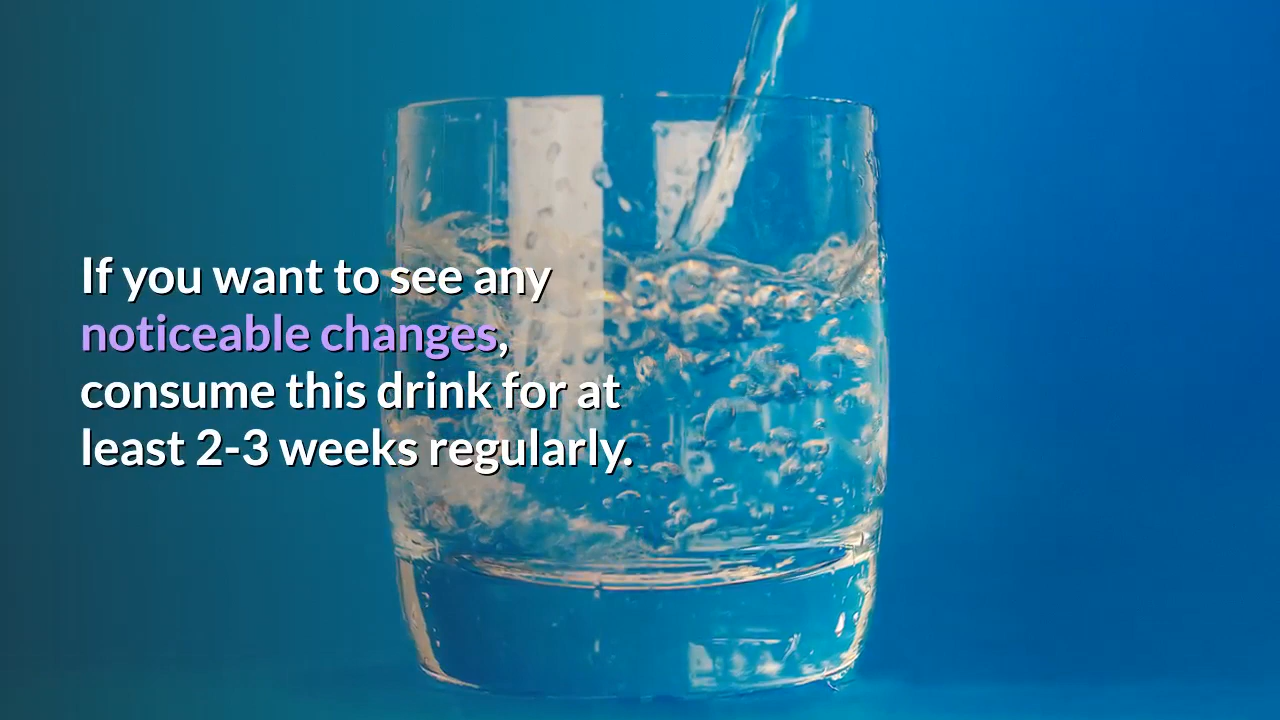 If you want to see any
noticeable changes,
consume this drink for at
least 2-3 weeks regularly.